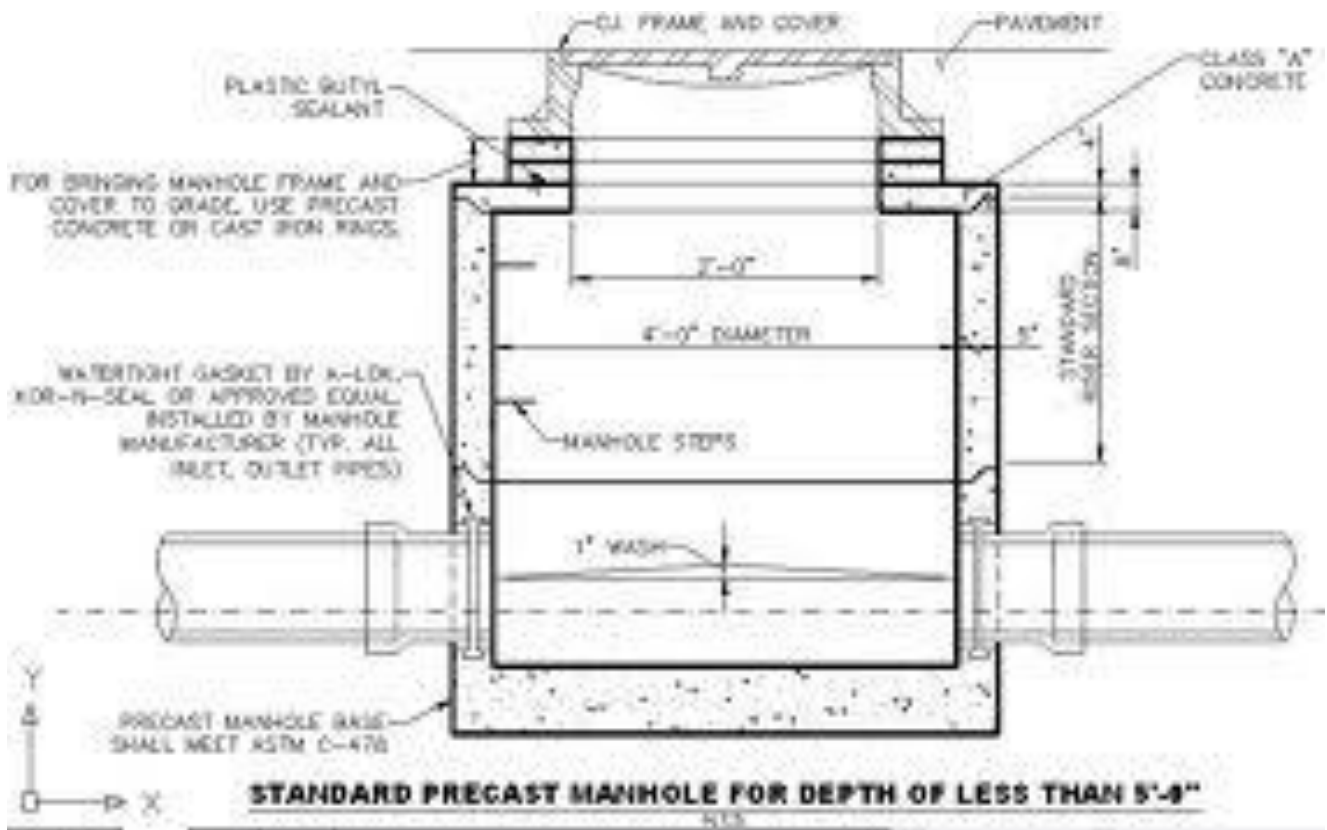 C.I. FRAME AND COVER
PAVEMENT
CLASS "A"
CONCRETE
PLASTIC BUTYL
SEALANT
FOR BRINGING MANHOLE FRAME AND
COVER TO GRADE, USE PRECAST
CONCRETE OR CAST IRON RINGS.
8"
2'-0"
STANDARD
RISER SECTION
4'-0" DIAMETER
5"
WATERTIGHT GASKET BY A-LOK,
KOR-N-SEAL OR APPROVED EQUAL,
INSTALLED BY MANHOLE
MANUFACTURER (TYP. ALL
INLET, OUTLET PIPES)
MANHOLE STEPS
1" WASH
Y
PRECAST MANHOLE BASE
SHALL MEET ASTM C-478
X
STANDARD PRECAST MANHOLE FOR DEPTH OF LESS THAN 5'-0"
N.T.S.